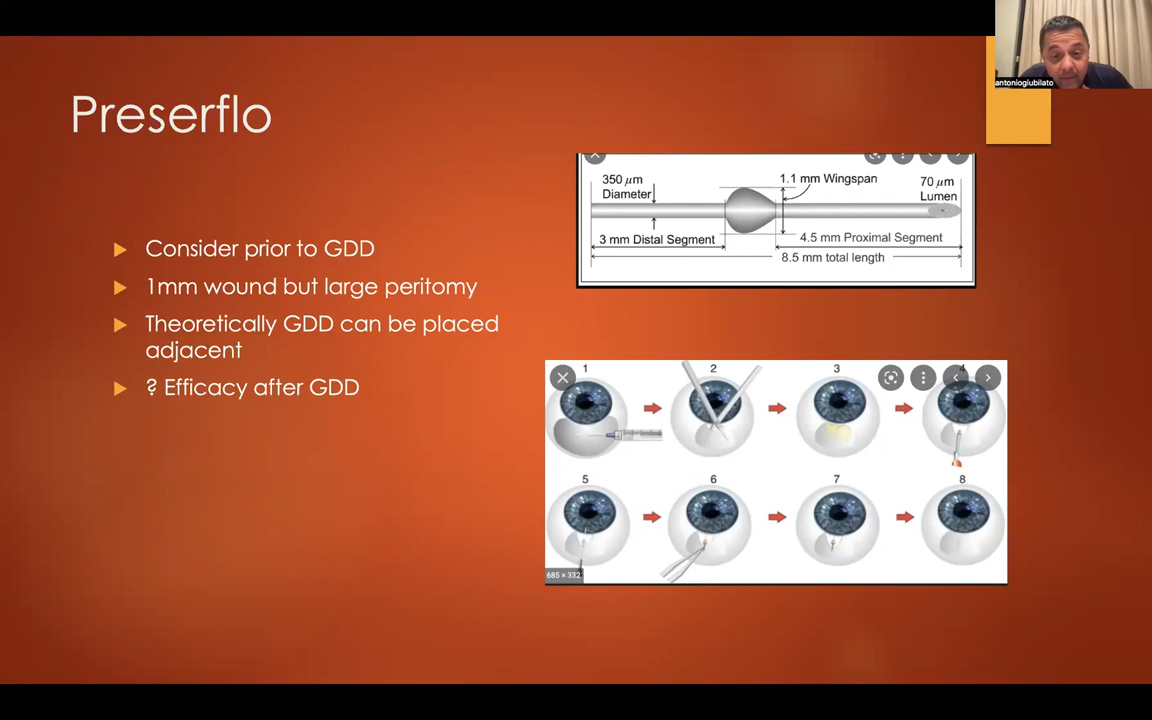 antoniogiubilato
Preserflo
Consider prior to GDD
1mm wound but large peritomy
Theoretically GDD can be placed
adjacent
? Efficacy after GDD
350 μm
Diameter
1.1 mm Wingspan
70 μm
Lumen
3 mm Distal Segment
4.5 mm Proximal Segment
8.5 mm total length
1 2 3 4
5 6 7 8
685 × 332